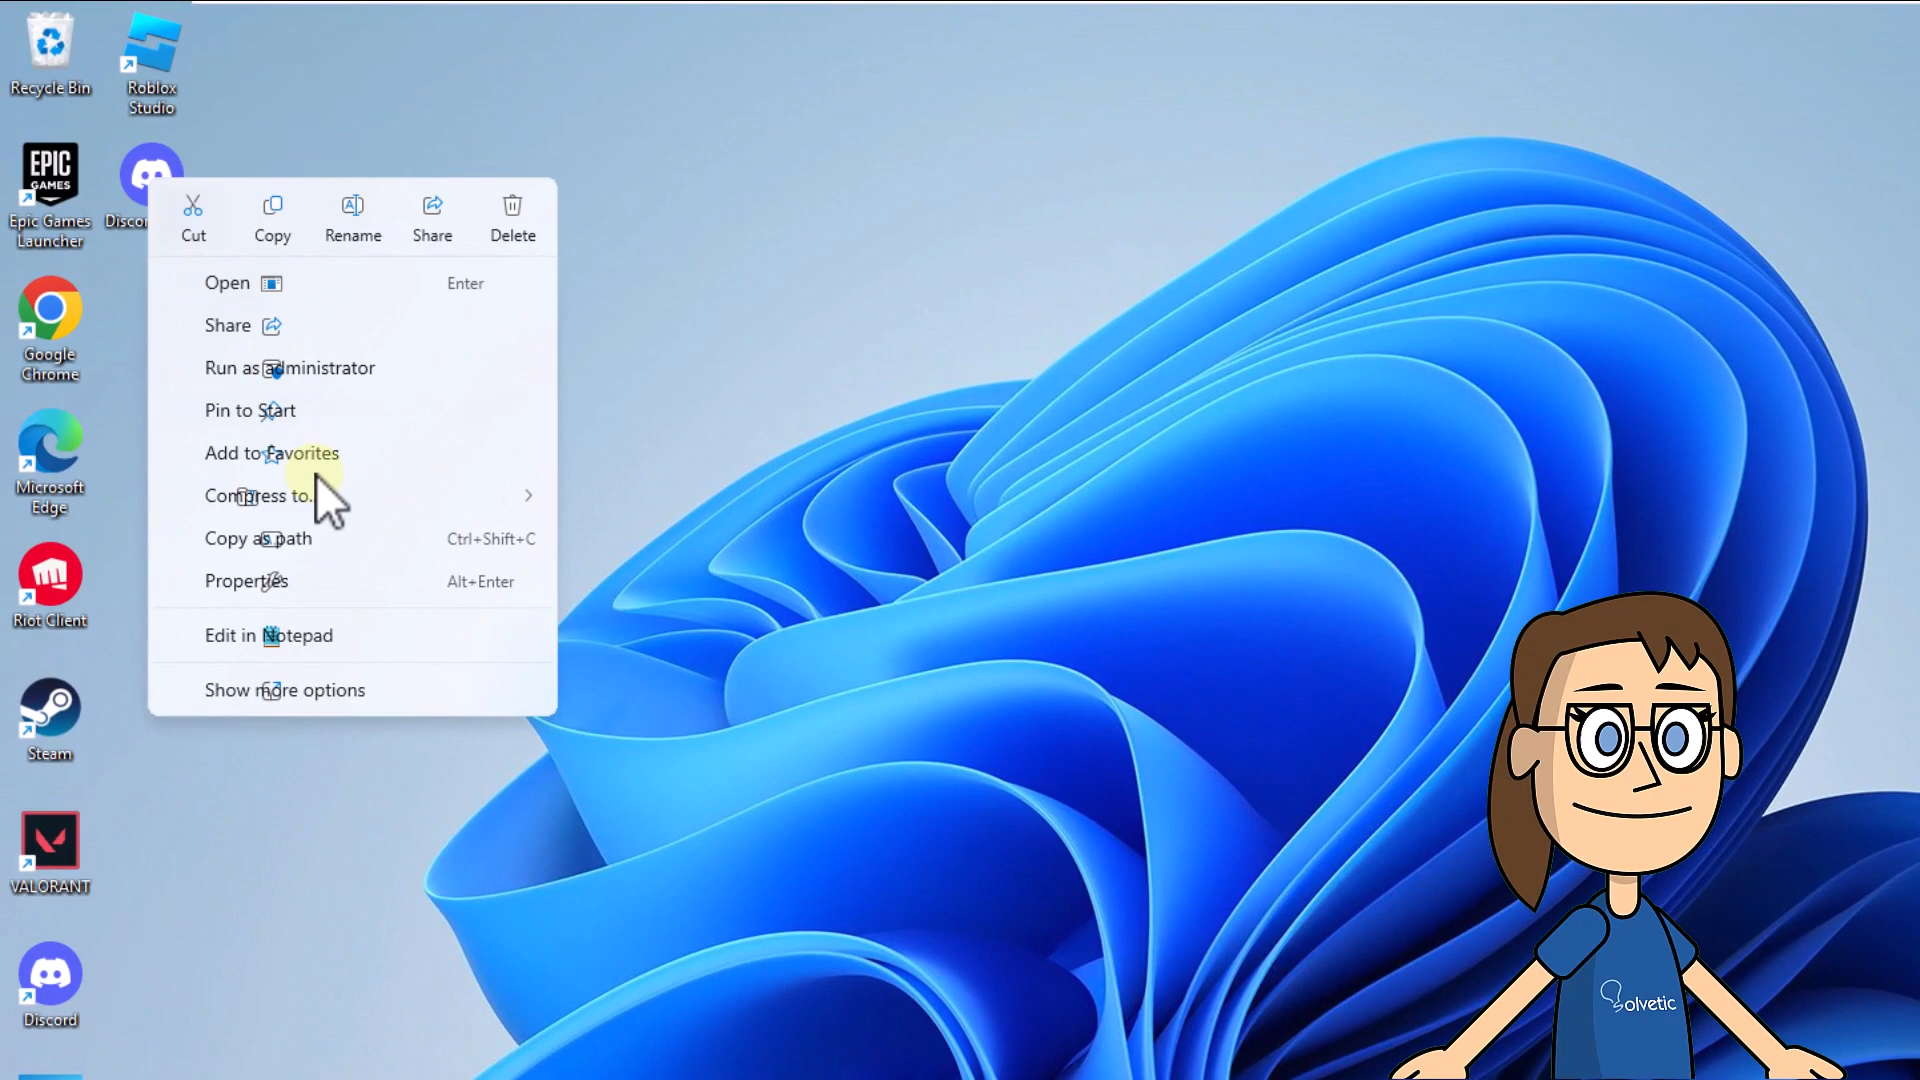 Recycle Bin
Roblox
Studio
EPIC
GAMES
Epic Games
Launcher
Cut
Copy
Rename
Share
Delete
Open
Enter
Share
Run as administrator
Pin to Start
Add to Favorites
Compress to...
Copy as path
Ctrl+Shift+C
Properties
Alt+Enter
Edit in Notepad
Show more options
Google
Chrome
Microsoft
Edge
Riot Client
Steam
VALORANT
Discord
Solvetic